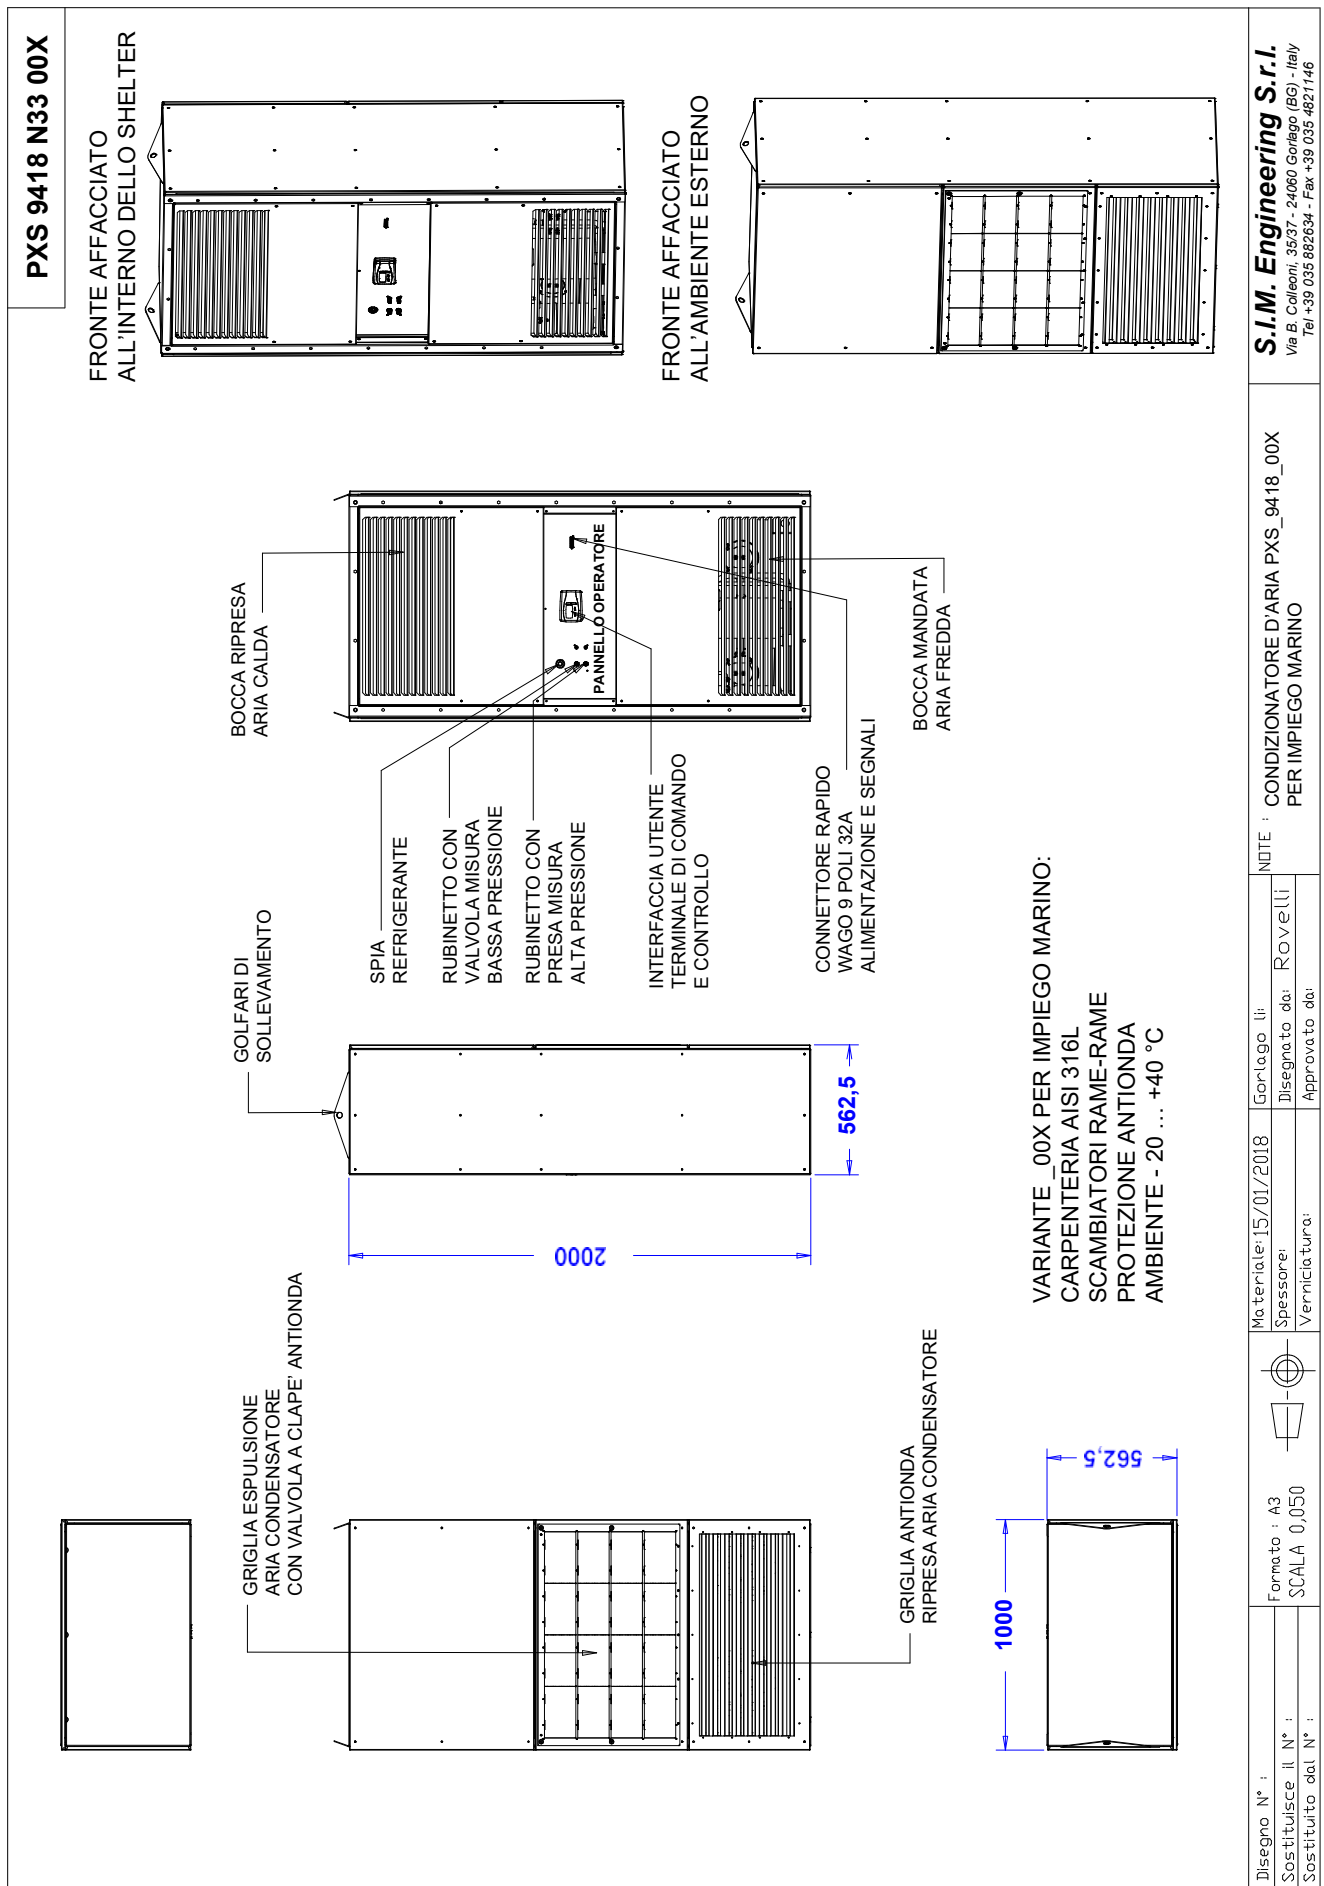 PXS 9418 N33 00X
FRONTE AFFACCIATO
ALL'INTERNO DELLO SHELTER
FRONTE AFFACCIATO
ALL'AMBIENTE ESTERNO
GRIGLIA ESPULSIONE
ARIA CONDENSATORE
CON VALVOLA A CLAPE' ANTIONDA
GRIGLIA ANTIONDA
RIPRESA ARIA CONDENSATORE
GOLFARI DI
SOLLEVAMENTO
2000
562,5
BOCCA RIPRESA
ARIA CALDA
SPIA
REFRIGERANTE
RUBINETTO CON
VALVOLA MISURA
BASSA PRESSIONE
RUBINETTO CON
PRESA MISURA
ALTA PRESSIONE
INTERFACCIA UTENTE
TERMINALE DI COMANDO
E CONTROLLO
CONNETTORE RAPIDO
WAGO 9 POLI 32A
ALIMENTAZIONE E SEGNALI
BOCCA MANDATA
ARIA FREDDA
PANNELLO OPERATORE
1000
562,5
VARIANTE _00X PER IMPIEGO MARINO:
CARPENTERIA AISI 316L
SCAMBIATORI RAME-RAME
PROTEZIONE ANTIONDA
AMBIENTE - 20 ... +40 °C
Disegno N° :
Sostituisce il N° :
Sostituito dal N° :
Formato : A3
SCALA 0,050
Materiale: 15/01/2018
Spessore:
Verniciatura:
Gorlago li:
Disegnato da: Rovelli
Approvato da:
NOTE : CONDIZIONATORE D'ARIA PXS_9418_00X
PER IMPIEGO MARINO
S.I.M. Engineering S.r.l.
Via B. Colleoni, 35/37 - 24060 Gorlago (BG) - Italy
Tel +39 035 882634 - Fax +39 035 4821146